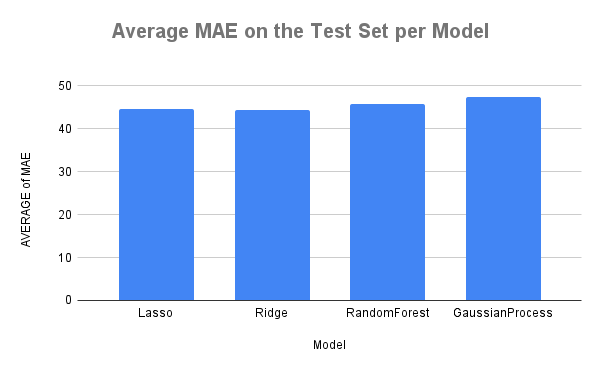 Average MAE on the Test Set per Model
AVERAGE of MAE
50
40
30
20
10
0
Lasso Ridge RandomForest GaussianProcess
Model